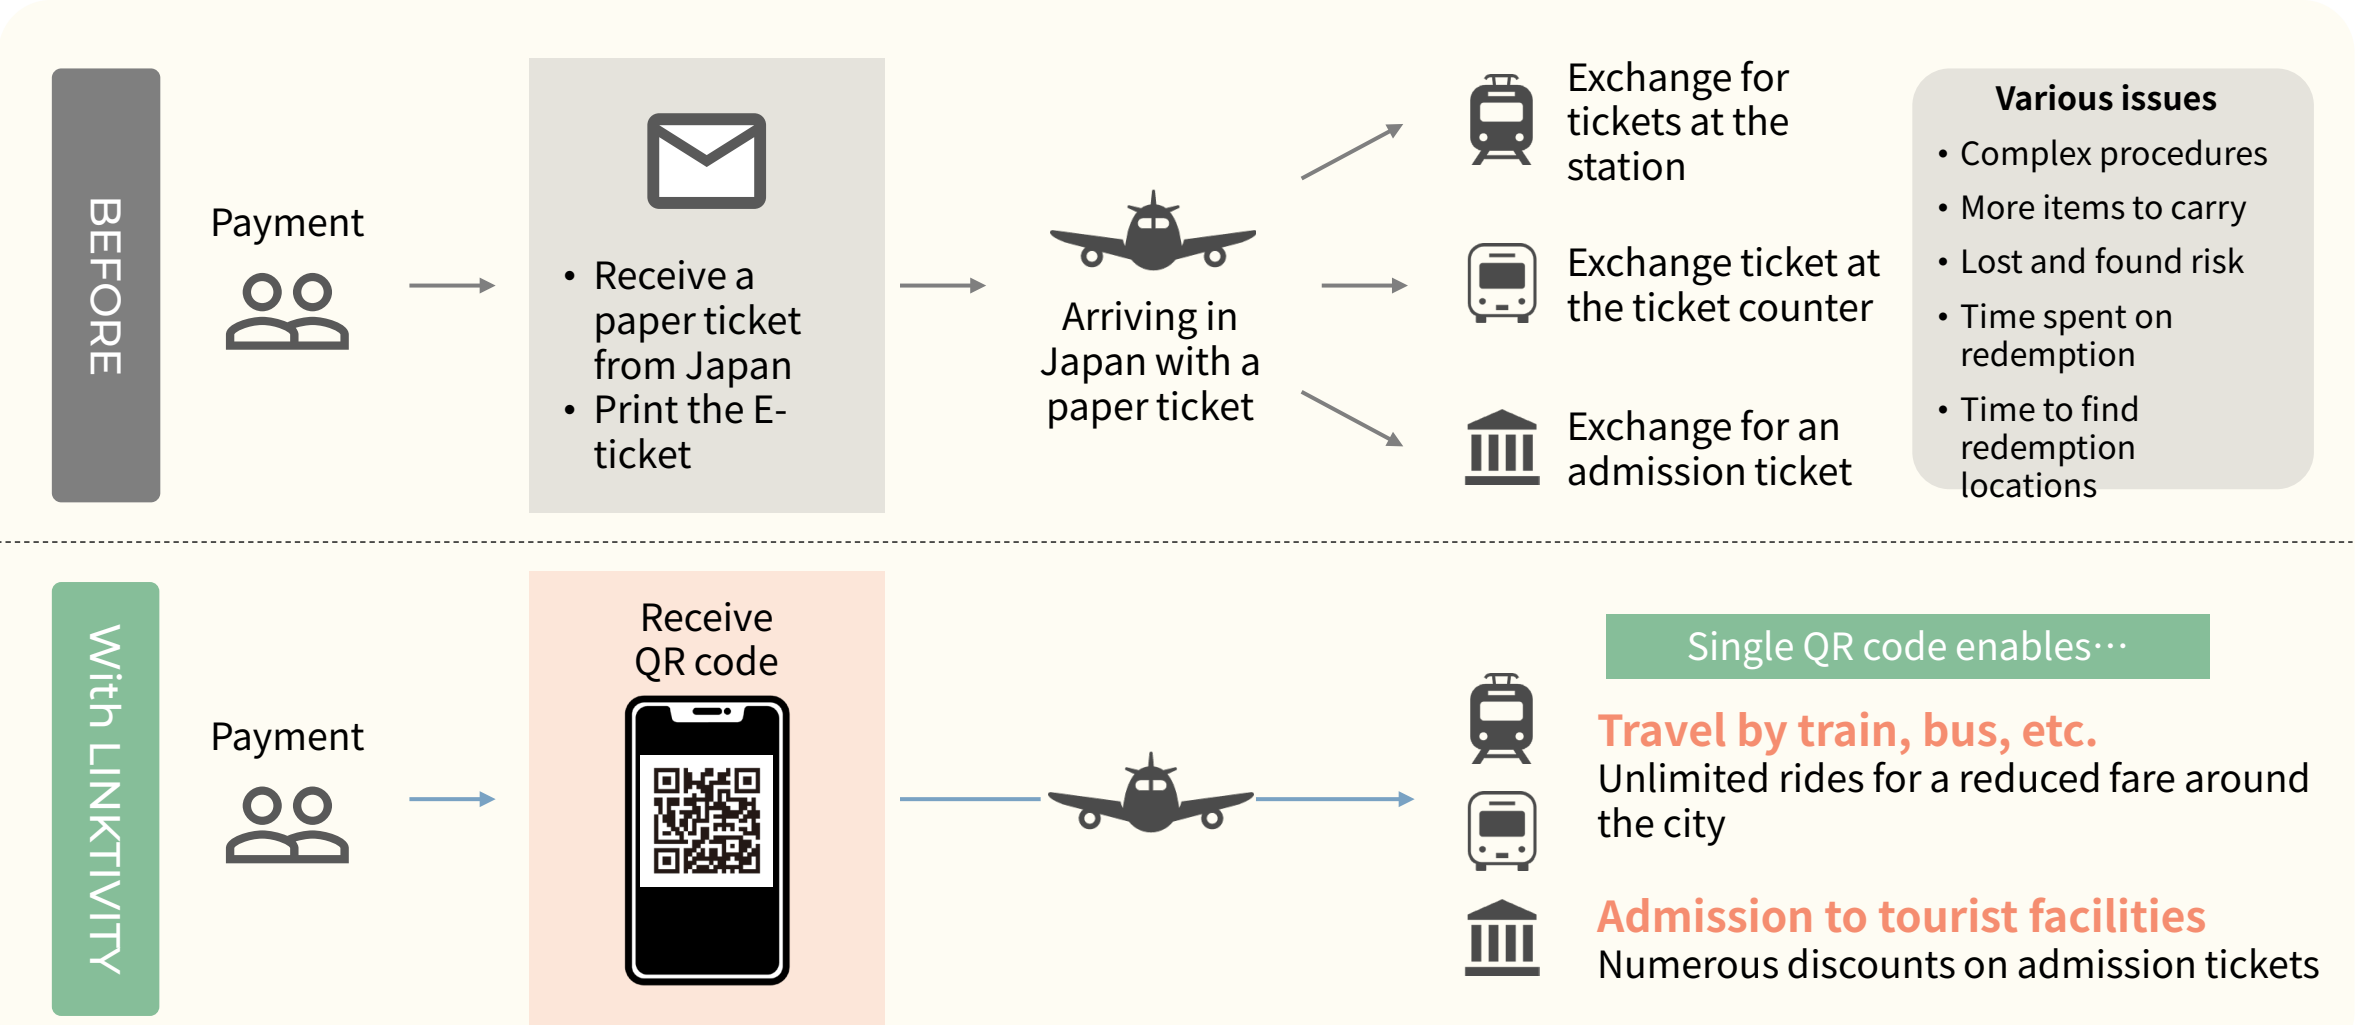 BEFORE
Payment
• Receive a
paper ticket
from Japan
• Print the E-
ticket
Arriving in
Japan with a
paper ticket
Exchange for
tickets at the
station
Exchange ticket at
the ticket counter
Exchange for an
admission ticket
Various issues
• Complex procedures
• More items to carry
• Lost and found risk
• Time spent on
redemption
• Time to find
redemption
locations
With LINKTIVITY
Payment
Receive
QR code
Single QR code enables…
Travel by train, bus, etc.
Unlimited rides for a reduced fare around
the city
Admission to tourist facilities
Numerous discounts on admission tickets